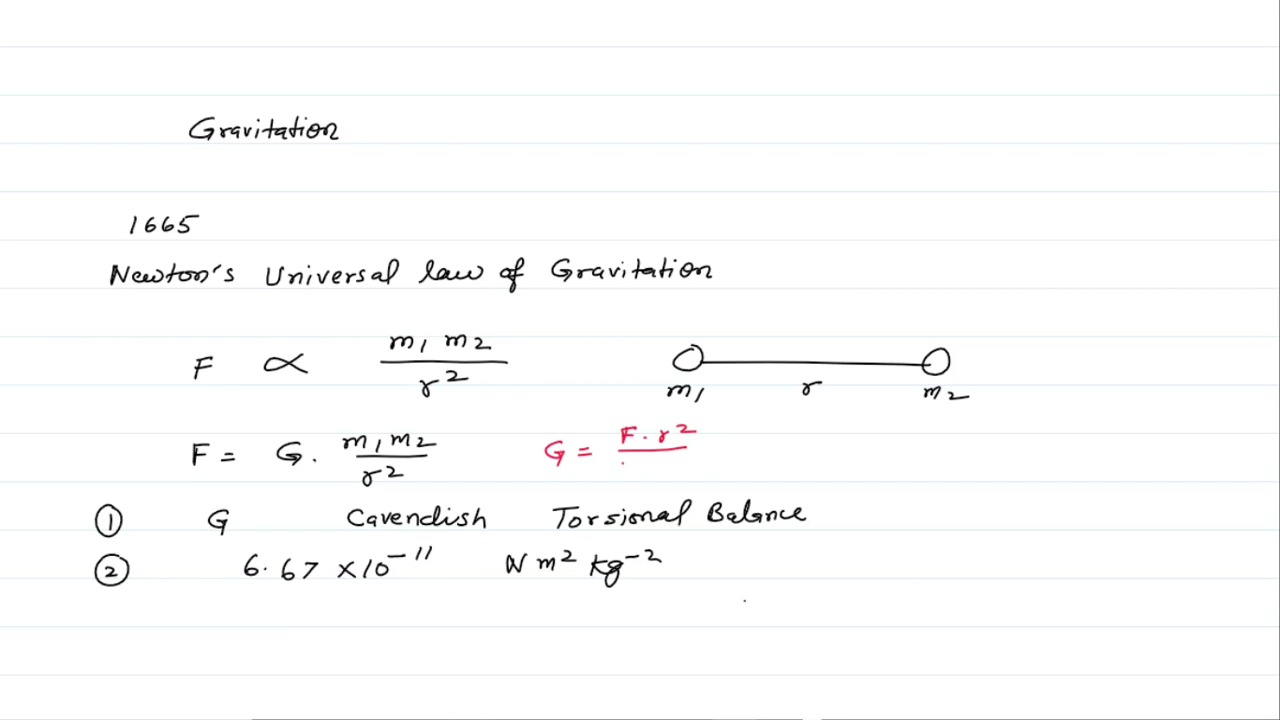 Gravitation
1665
Newton's Universal law of Gravitation
F ∝ m1 m2 / r²
m1 r m2
F = G. m1 m2 / r² G = F. r² /
① G Cavendish Torsional Balance
② 6.67 ×10⁻¹¹ N m² kg⁻²